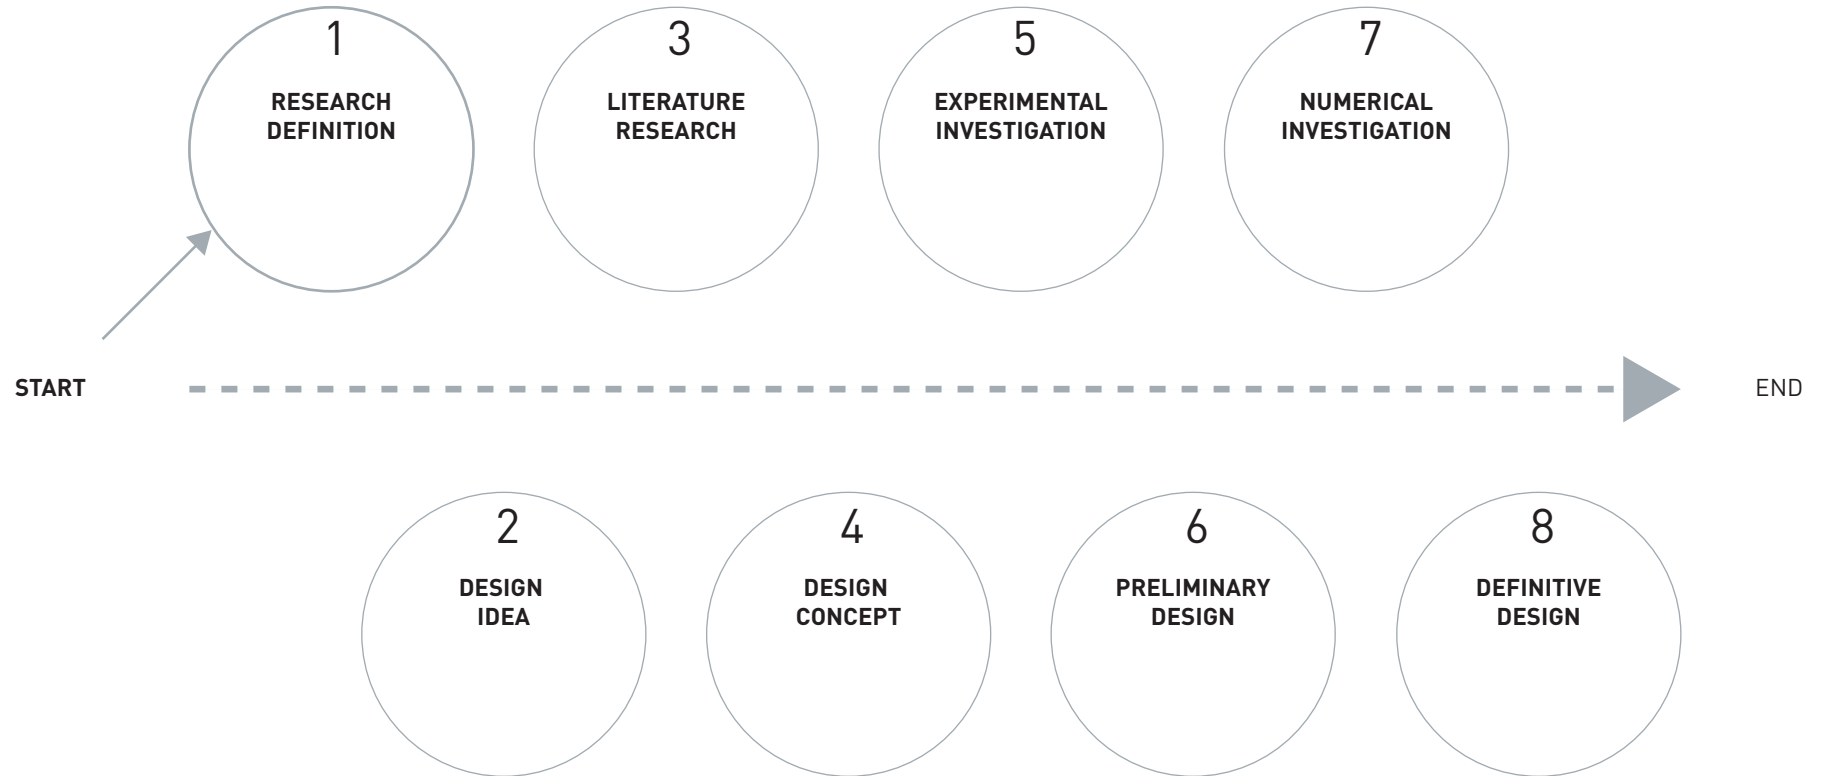 1
RESEARCH
DEFINITION
3
LITERATURE
RESEARCH
5
EXPERIMENTAL
INVESTIGATION
7
NUMERICAL
INVESTIGATION
START
END
2
DESIGN
IDEA
4
DESIGN
CONCEPT
6
PRELIMINARY
DESIGN
8
DEFINITIVE
DESIGN